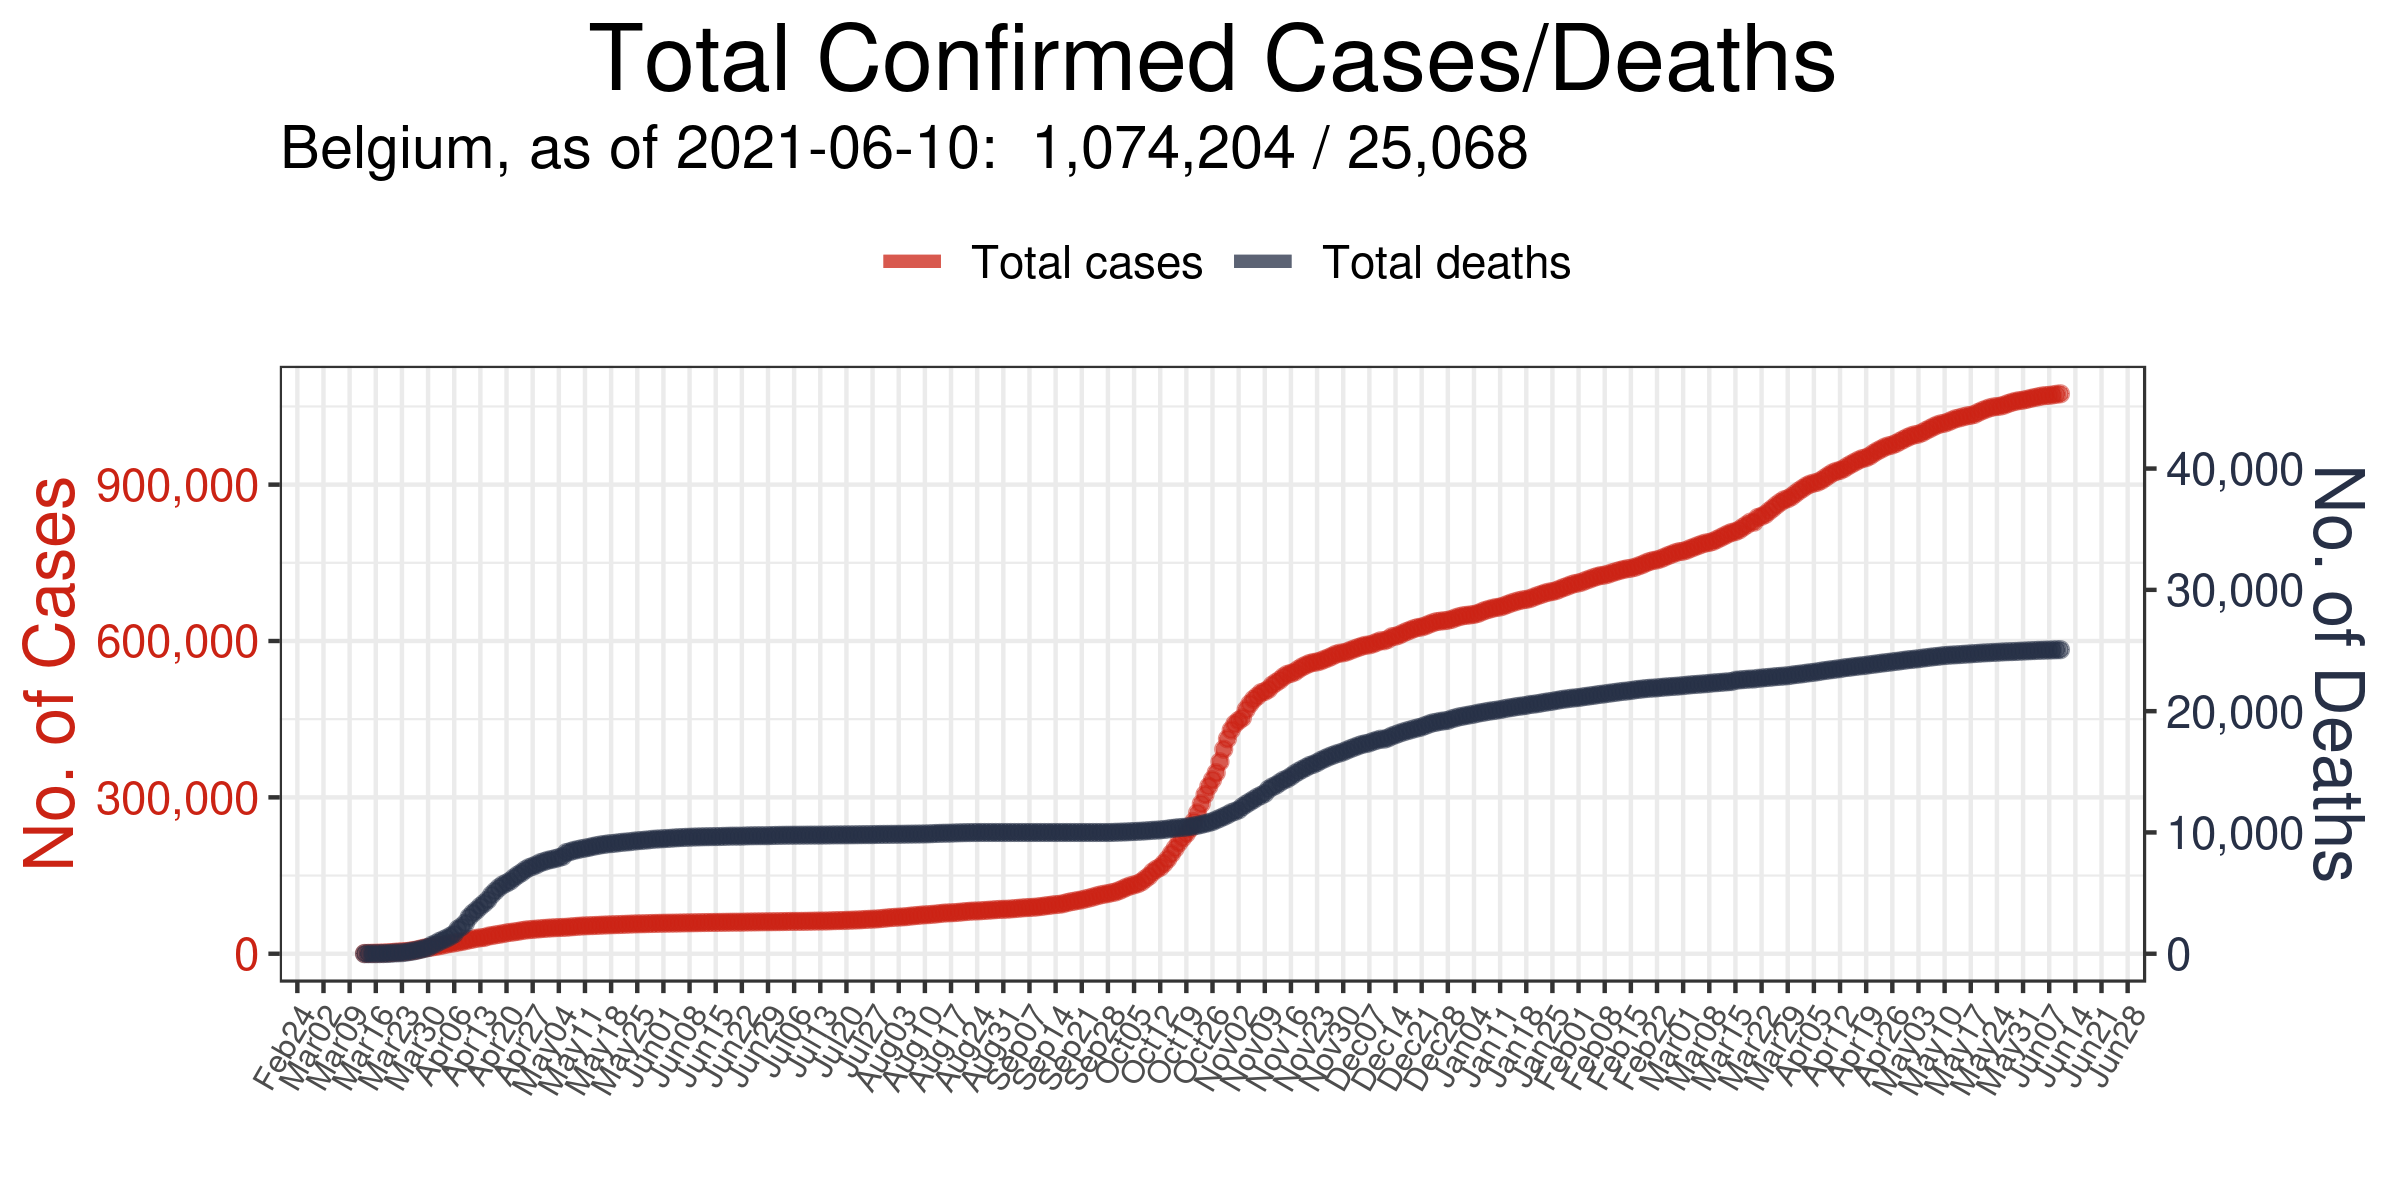 Total Confirmed Cases/Deaths
Belgium, as of 2021-06-10:  1,074,204 / 25,068
Total cases
Total deaths
No. of Cases
900,000
600,000
300,000
0
40,000
30,000
20,000
10,000
0
No. of Deaths
Feb24
Mar02
Mar09
Mar16
Mar23
Mar30
Apr06
Apr13
Apr20
Apr27
May04
May11
May18
May25
Jun01
Jun08
Jun15
Jun22
Jun29
Jul06
Jul13
Jul20
Jul27
Aug03
Aug10
Aug17
Aug24
Aug31
Sep07
Sep14
Sep21
Sep28
Oct05
Oct12
Oct19
Oct26
Nov02
Nov09
Nov16
Nov23
Nov30
Dec07
Dec14
Dec21
Dec28
Jan04
Jan11
Jan18
Jan25
Feb01
Feb08
Feb15
Feb22
Mar01
Mar08
Mar15
Mar22
Mar29
Apr05
Apr12
Apr19
Apr26
May03
May10
May17
May24
May31
Jun07
Jun14
Jun21
Jun28